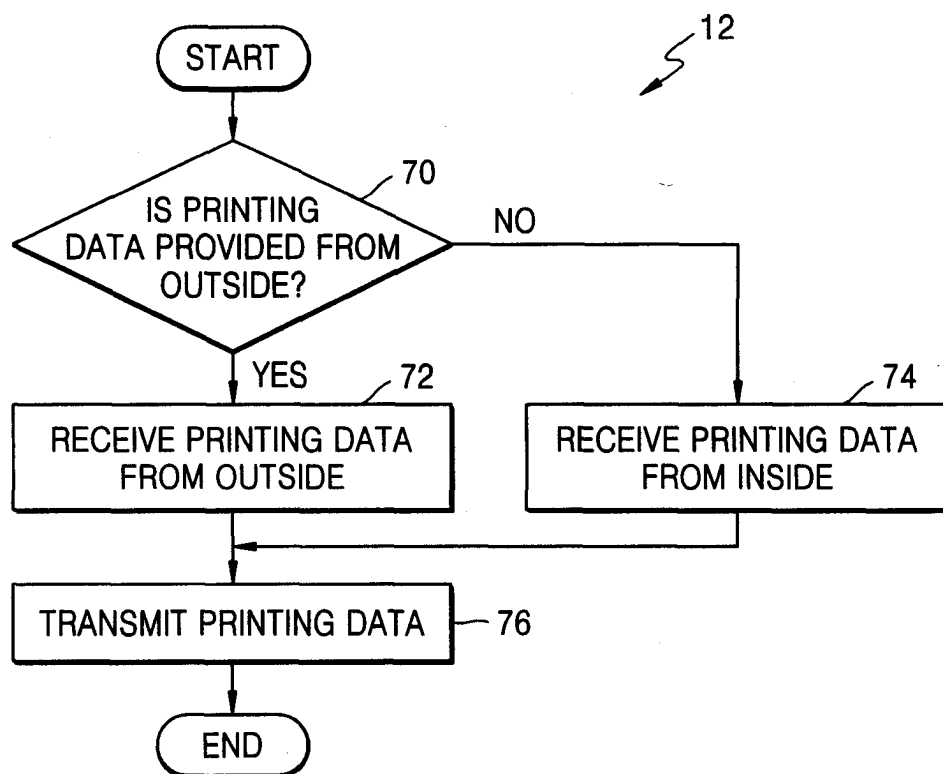 START
12
70
IS PRINTING
DATA PROVIDED FROM
OUTSIDE?
NO
YES
72
RECEIVE PRINTING DATA
FROM OUTSIDE
74
RECEIVE PRINTING DATA
FROM INSIDE
TRANSMIT PRINTING DATA
76
END